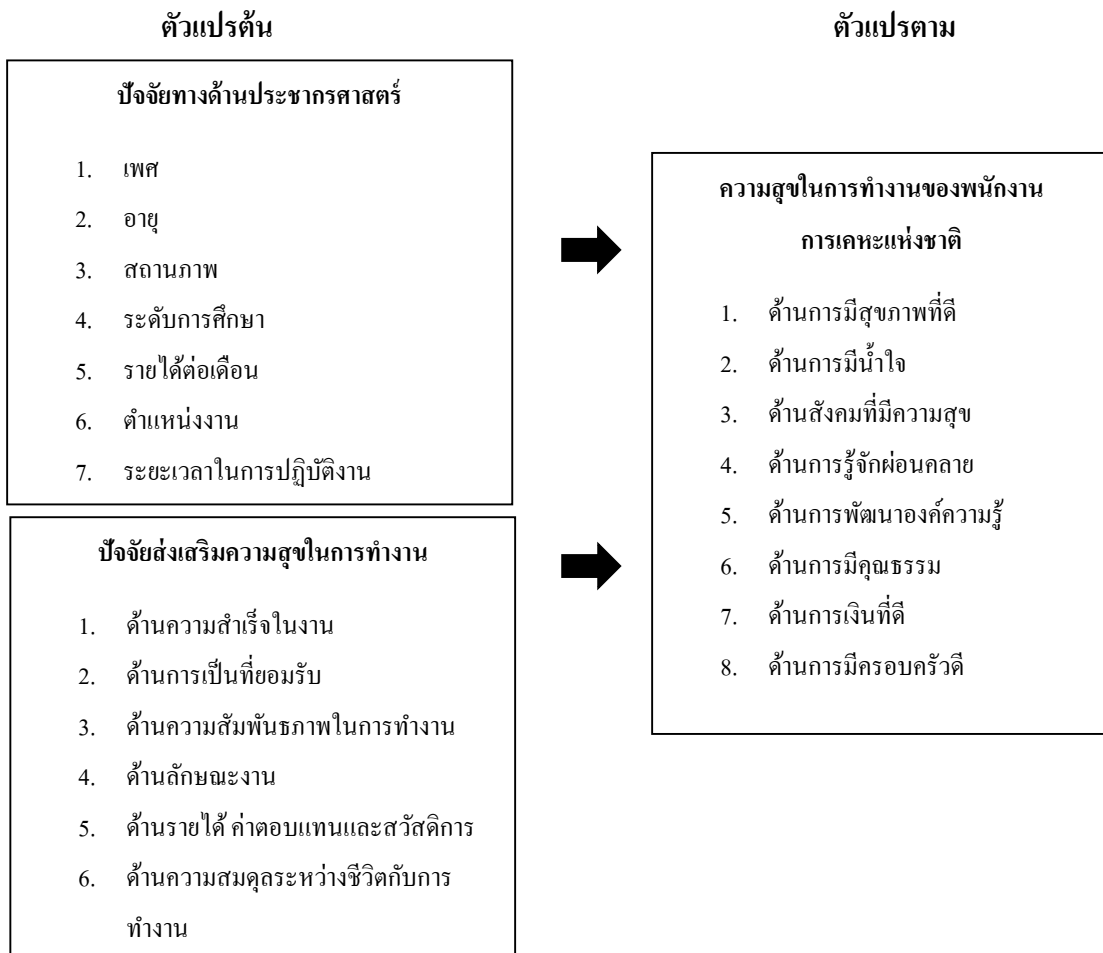 ตัวแปรต้น
ตัวแปรตาม
ปัจจัยทางด้านประชากรศาสตร์
1. เพศ
2. อายุ
3. สถานภาพ
4. ระดับการศึกษา
5. รายได้ต่อเดือน
6. ตำแหน่งงาน
7. ระยะเวลาในการปฏิบัติงาน
ปัจจัยส่งเสริมความสุขในการทำงาน
1. ด้านความสำเร็จในงาน
2. ด้านการเป็นที่ยอมรับ
3. ด้านความสัมพันธภาพในการทำงาน
4. ด้านลักษณะงาน
5. ด้านรายได้ ค่าตอบแทนและสวัสดิการ
6. ด้านความสมดุลระหว่างชีวิตกับการ
ทำงาน
ความสุขในการทำงานของพนักงาน
การเคหะแห่งชาติ
1. ด้านการมีสุขภาพที่ดี
2. ด้านการมีน้ำใจ
3. ด้านสังคมที่มีความสุข
4. ด้านการรู้จักผ่อนคลาย
5. ด้านการพัฒนาองค์ความรู้
6. ด้านการมีคุณธรรม
7. ด้านการเงินที่ดี
8. ด้านการมีครอบครัวดี